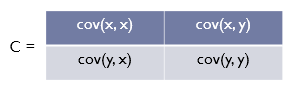 cov(x, x) cov(x, y)
C =
cov(y, x) cov(y, y)